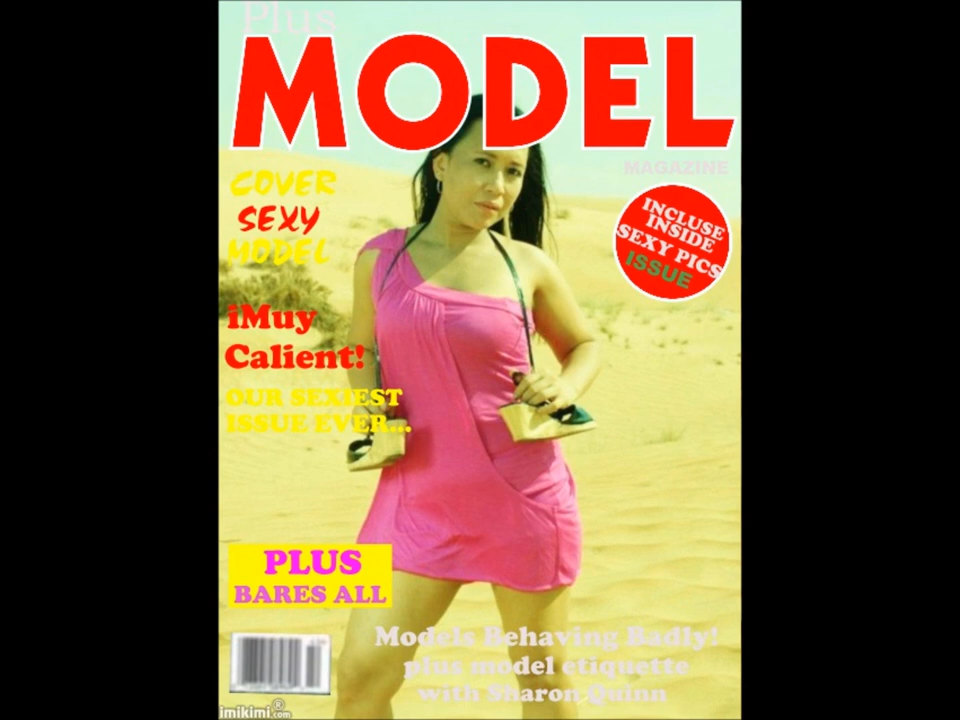 Plus
MODEL
MAGAZINE
COVER
SEXY
MODEL
INCLUSE
INSIDE
SEXY PICS
ISSUE
¡Muy
Calient!
OUR SEXIEST
ISSUE EVER...
PLUS
BARES ALL
Models Behaving Badly!
plus model etiquette
with Sharon Quinn
imikimi.com®